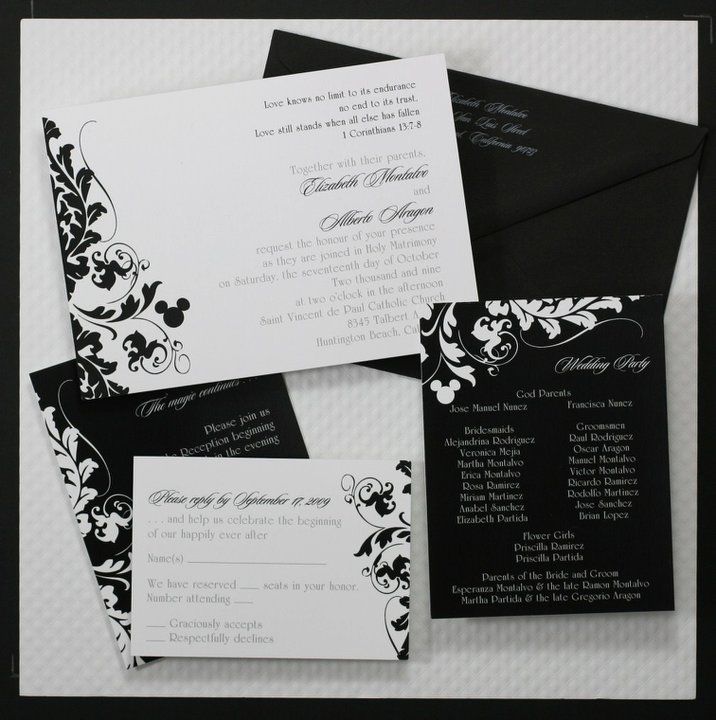 Love knows no limit to its endurance
no end to its trust,
Love still stands when all else has fallen
1 Corinthians 13:7-8
Together with their parents,
Elizabeth Montalvo
and
Alberto Aragon
request the honour of your presence
as they are joined in Holy Matrimony
on Saturday, the seventeenth day of October
Two thousand and nine
at two o'clock in the afternoon
Saint Vincent de Paul Catholic Church
8345 Talbert
Huntington Beach,
Elizabeth Montalvo
San Luis Street
California 90723
The magic continues . . .
Please join us
Reception beginning
in the evening
Please reply by September 17, 2009
. . . and help us celebrate the beginning
of our happily ever after
Name(s)
We have reserved ___ seats in your honor.
Number attending ___
___ Graciously accepts
___ Respectfully declines
Wedding Party
God Parents
Jose Manuel Nunez Francisca Nunez
Bridesmaids Groomsmen
Alejandrina Rodriguez Raul Rodriguez
Veronica Mejia Oscar Aragon
Martha Montalvo Manuel Montalvo
Erica Montalvo Victor Montalvo
Rosa Ramirez Ricardo Ramirez
Miriam Martinez Rodolfo Martinez
Anabel Sanchez Jose Sanchez
Elizabeth Partida Brian Lopez
Flower Girls
Priscilla Ramirez
Priscilla Partida
Parents of the Bride and Groom
Esperanza Montalvo & the late Ramon Montalvo
Martha Partida & the late Gregorio Aragon